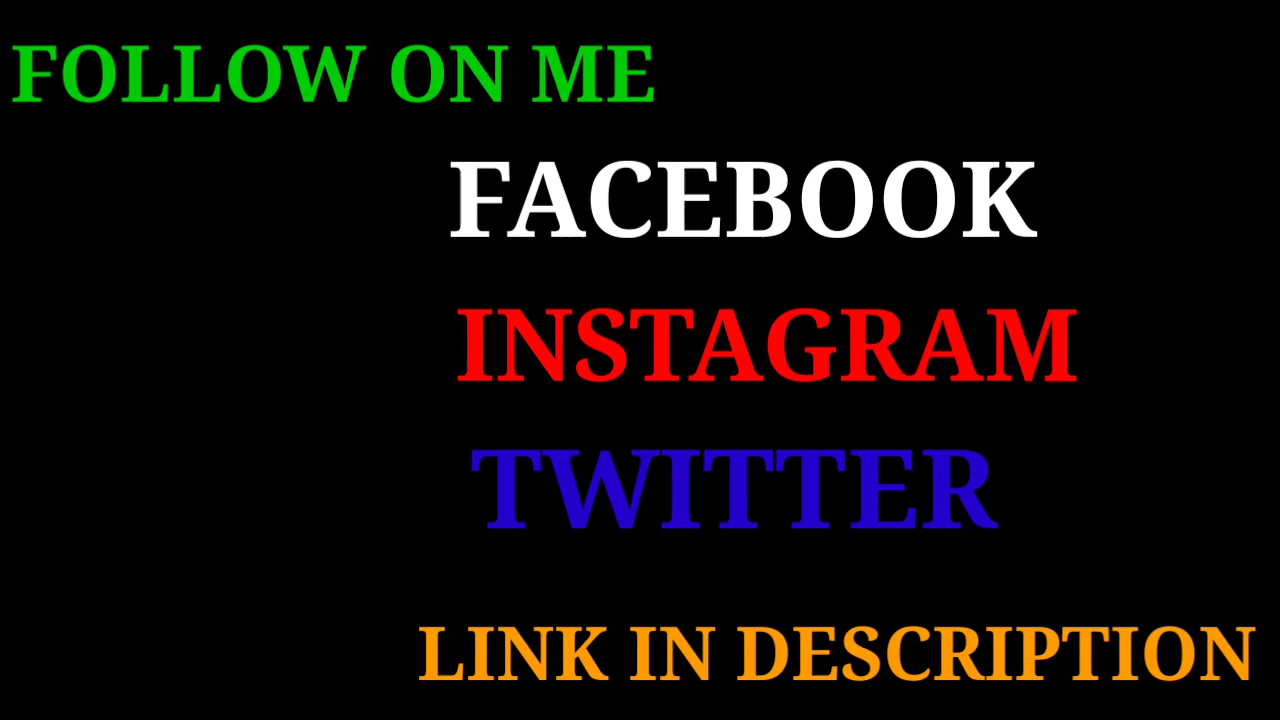 FOLLOW ON ME
FACEBOOK
INSTAGRAM
TWITTER
LINK IN DESCRIPTION